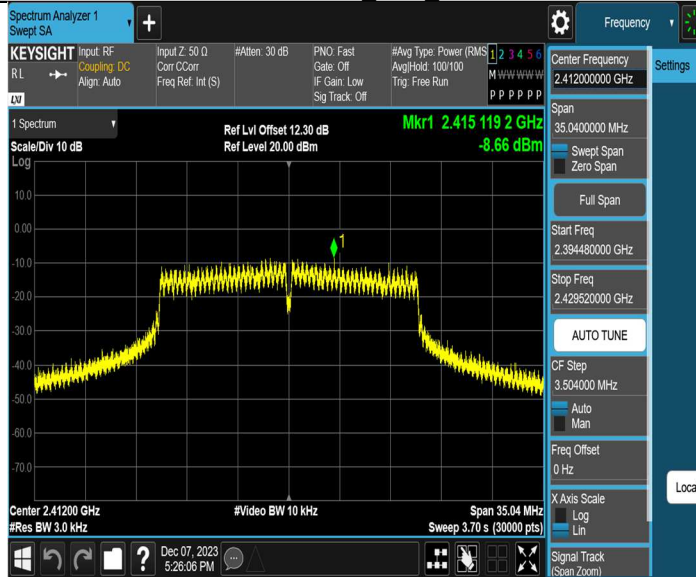 Spectrum Analyzer 1
Swept SA
Frequency
KEYSIGHT
RL
LXI
Input: RF
Coupling: DC
Align: Auto
Input Z: 50 Ω
Corr CCorr
Freq Ref: Int (S)
#Atten: 30 dB
PNO: Fast
Gate: Off
IF Gain: Low
Sig Track: Off
#Avg Type: Power (RMS
Avg|Hold: 100/100
Trig: Free Run
1 2 3 4 5 6
M W W W W W
P P P P P P
1 Spectrum
Scale/Div 10 dB
Log
Ref Lvl Offset 12.30 dB
Ref Level 20.00 dBm
Mkr1 2.415 119 2 GHz
-8.66 dBm
10.0
0.00
-10.0
-20.0
-30.0
-40.0
-50.0
-60.0
-70.0
1
Center 2.41200 GHz
#Res BW 3.0 kHz
#Video BW 10 kHz
Span 35.04 MHz
Sweep 3.70 s (30000 pts)
?
Dec 07, 2023
5:26:06 PM
Center Frequency
2.412000000 GHz
Settings
Span
35.0400000 MHz
Swept Span
Zero Span
Full Span
Start Freq
2.394480000 GHz
Stop Freq
2.429520000 GHz
AUTO TUNE
CF Step
3.504000 MHz
Auto
Man
Freq Offset
0 Hz
Loca
X Axis Scale
Log
Lin
Signal Track
(Span Zoom)